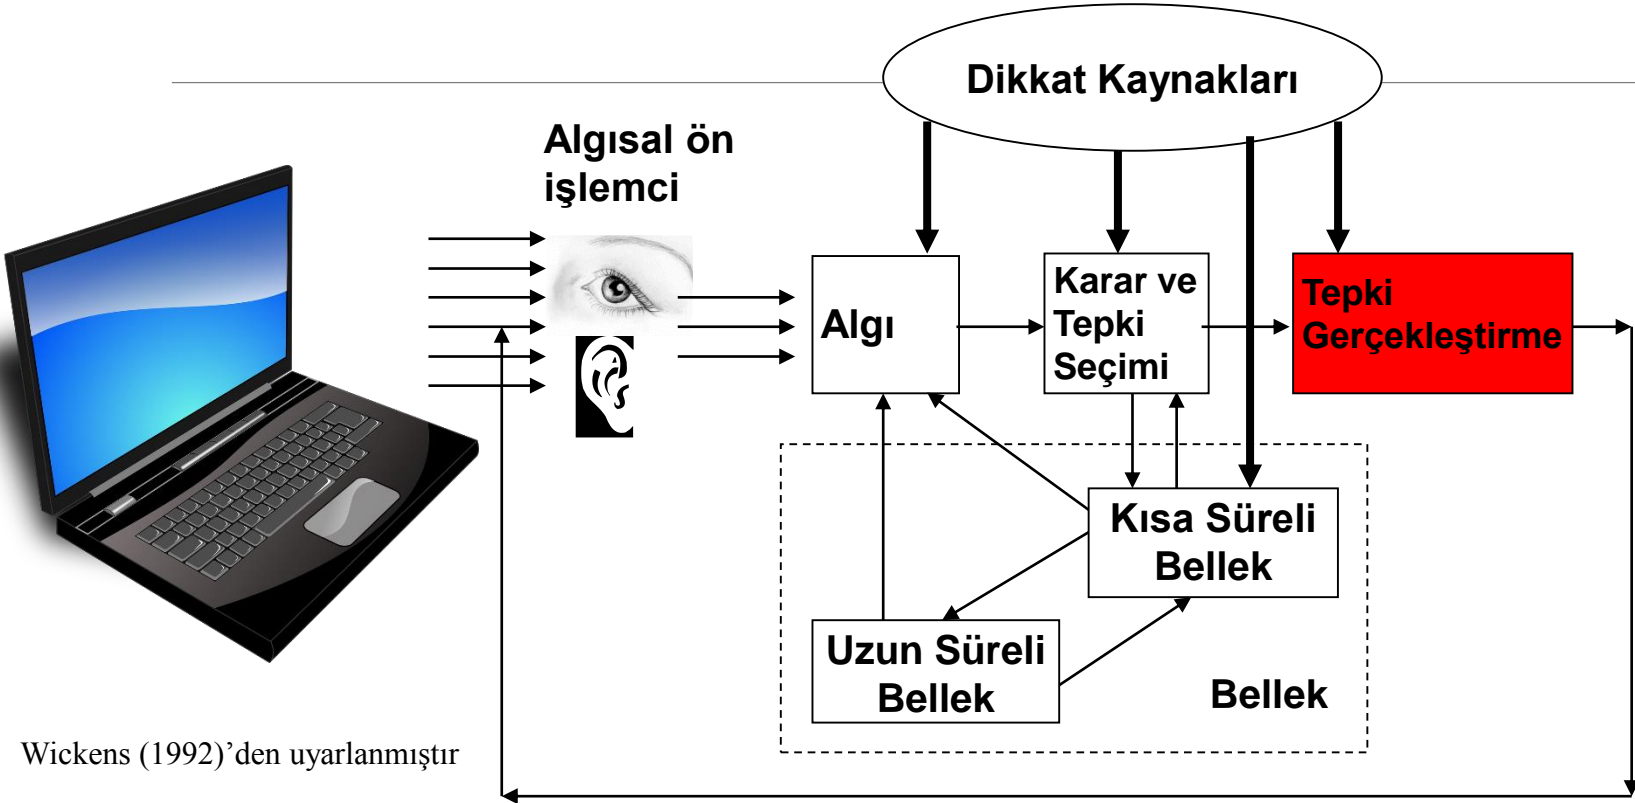 Dikkat Kaynakları
Algısal ön
işlemci
Algı
Karar ve
Tepki
Seçimi
Tepki
Gerçekleştirme
Kısa Süreli
Bellek
Uzun Süreli
Bellek
Bellek
Wickens (1992)’den uyarlanmıştır